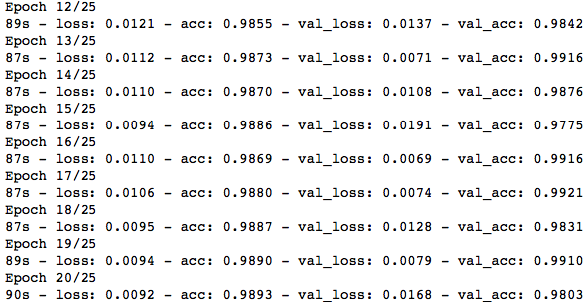 Epoch 12/25
89s - loss: 0.0121 - acc: 0.9855 - val_loss: 0.0137 - val_acc: 0.9842
Epoch 13/25
87s - loss: 0.0112 - acc: 0.9873 - val_loss: 0.0071 - val_acc: 0.9916
Epoch 14/25
87s - loss: 0.0110 - acc: 0.9870 - val_loss: 0.0108 - val_acc: 0.9876
Epoch 15/25
87s - loss: 0.0094 - acc: 0.9886 - val_loss: 0.0191 - val_acc: 0.9775
Epoch 16/25
87s - loss: 0.0110 - acc: 0.9869 - val_loss: 0.0069 - val_acc: 0.9916
Epoch 17/25
87s - loss: 0.0106 - acc: 0.9880 - val_loss: 0.0074 - val_acc: 0.9921
Epoch 18/25
87s - loss: 0.0095 - acc: 0.9887 - val_loss: 0.0128 - val_acc: 0.9831
Epoch 19/25
89s - loss: 0.0094 - acc: 0.9890 - val_loss: 0.0079 - val_acc: 0.9910
Epoch 20/25
90s - loss: 0.0092 - acc: 0.9893 - val_loss: 0.0168 - val_acc: 0.9803